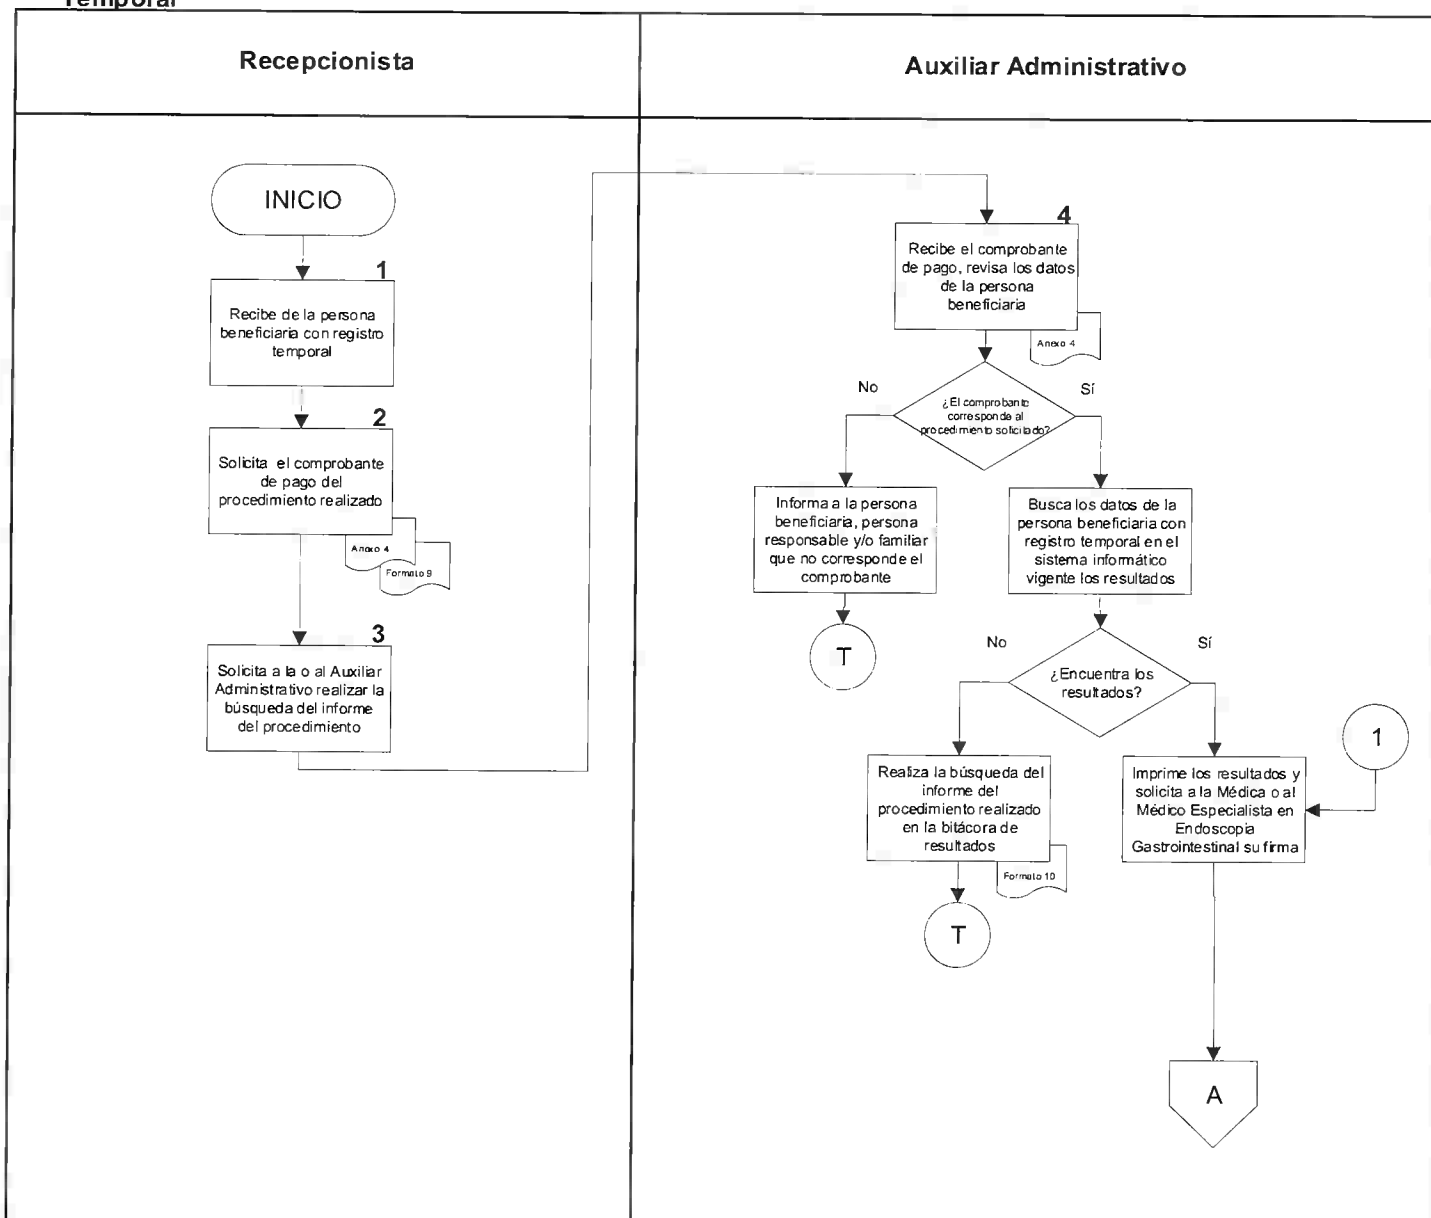 Temporal
Recepcionista
Auxiliar Administrativo
INICIO
1
Recibe de la persona
beneficiaria con registro
temporal
2
Solicita el comprobante
de pago del
procedimiento realizado
Anexo 4
Formato 9
3
Solicita a la o al Auxiliar
Administrativo realizar la
búsqueda del informe
del procedimiento
4
Recibe el comprobante
de pago, revisa los datos
de la persona
beneficiaria
Anexo 4
No
Sí
¿El comprobante
corresponde al
procedimiento solicitado?
Informa a la persona
beneficiaria, persona
responsable y/o familiar
que no corresponde el
comprobante
T
Busca los datos de la
persona beneficiaria con
registro temporal en el
sistema informático
vigente los resultados
No
Sí
¿Encuentra los
resultados?
Realiza la búsqueda del
informe del
procedimiento realizado
en la bitácora de
resultados
Formato 10
T
1
Imprime los resultados y
solicita a la Médica o al
Médico Especialista en
Endoscopia
Gastrointestinal su firma
A